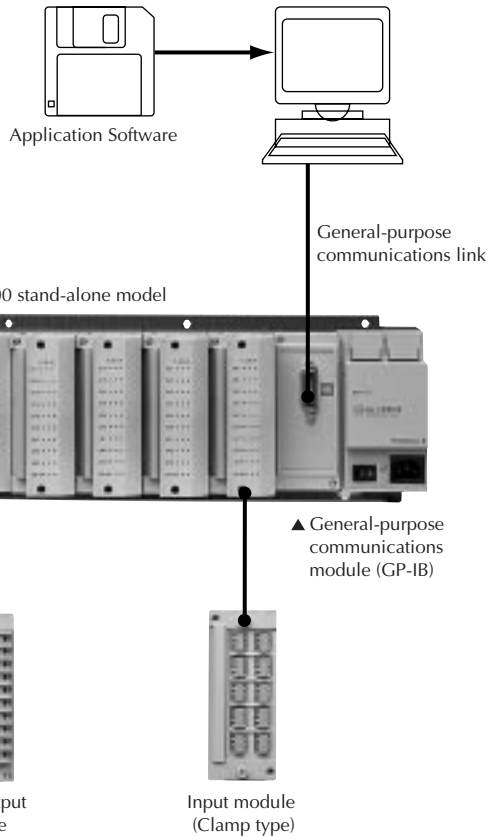 Application Software
General-purpose
communications link
00 stand-alone model
▲ General-purpose
communications
module (GP-IB)
Input module
(Clamp type)